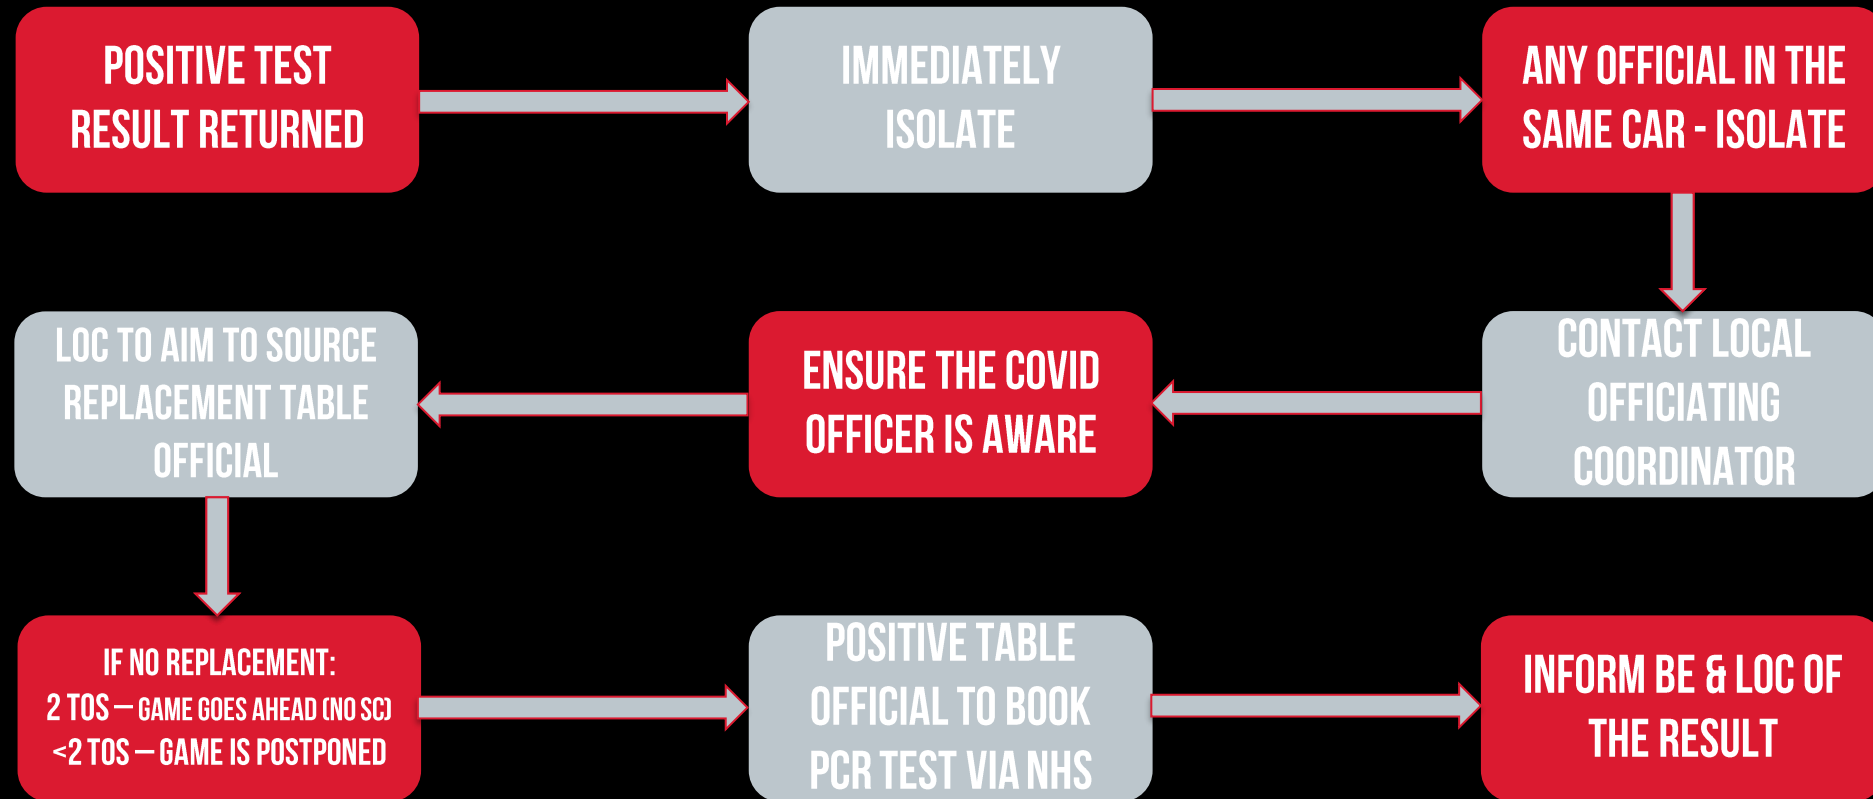 POSITIVE TEST
RESULT RETURNED
IMMEDIATELY
ISOLATE
ANY OFFICIAL IN THE
SAME CAR - ISOLATE
CONTACT LOCAL
OFFICIATING
COORDINATOR
ENSURE THE COVID
OFFICER IS AWARE
LOC TO AIM TO SOURCE
REPLACEMENT TABLE
OFFICIAL
IF NO REPLACEMENT:
2 TOS – GAME GOES AHEAD (NO SC)
<2 TOS – GAME IS POSTPONED
POSITIVE TABLE
OFFICIAL TO BOOK
PCR TEST VIA NHS
INFORM BE & LOC OF
THE RESULT